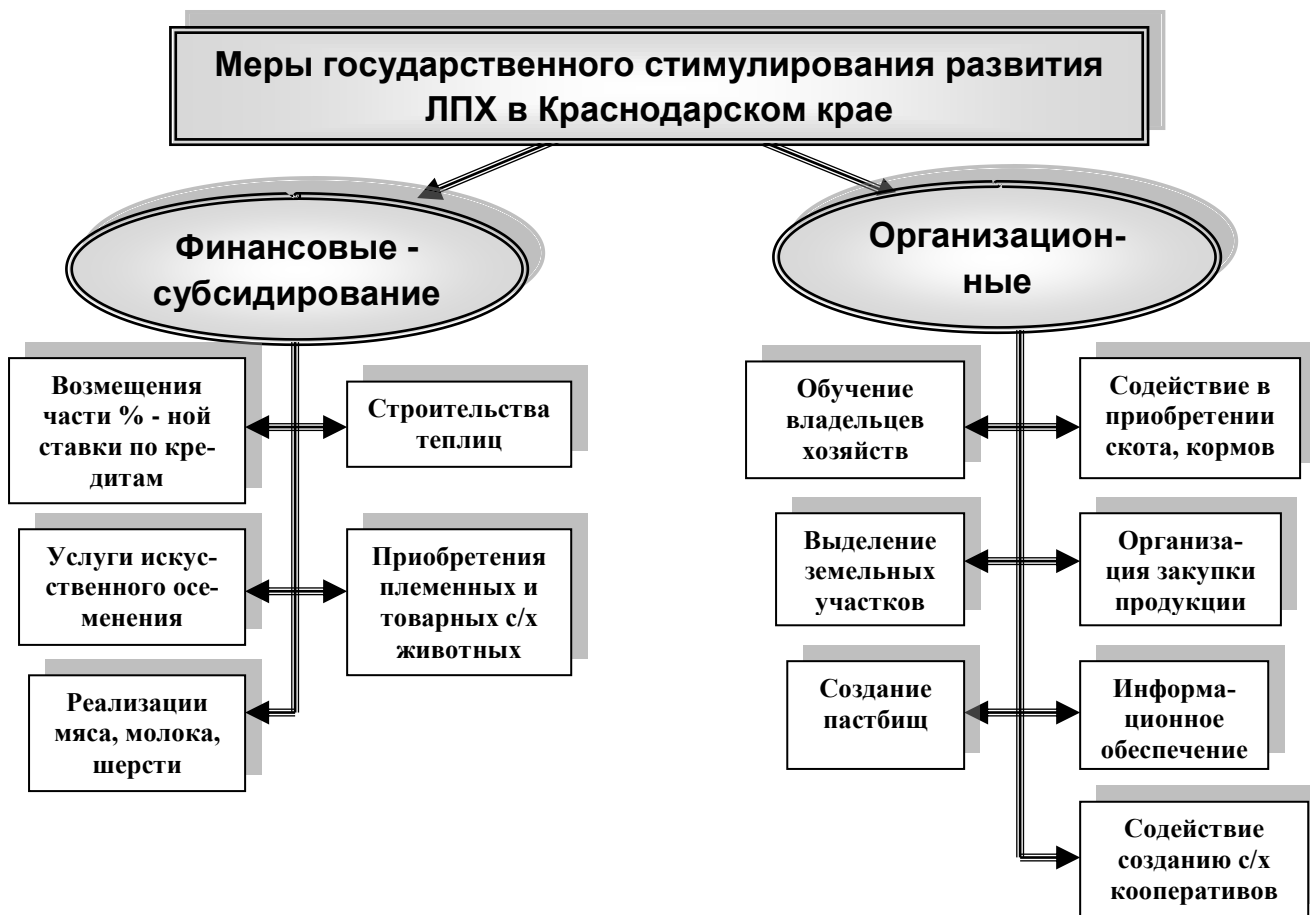 Меры государственного стимулирования развития
ЛПХ в Краснодарском крае
Финансовые -
субсидирование
Организацион-
ные
Возмещения
части % - ной
ставки по кре-
дитам
Строительства
теплиц
Услуги искус-
ственного осе-
менения
Приобретения
племенных и
товарных с/х
животных
Реализации
мяса, молока,
шерсти
Обучение
владельцев
хозяйств
Содействие в
приобретении
скота, кормов
Выделение
земельных
участков
Организа-
ция закупки
продукции
Создание
пастбищ
Информа-
ционное
обеспечение
Содействие
созданию с/х
кооперативов